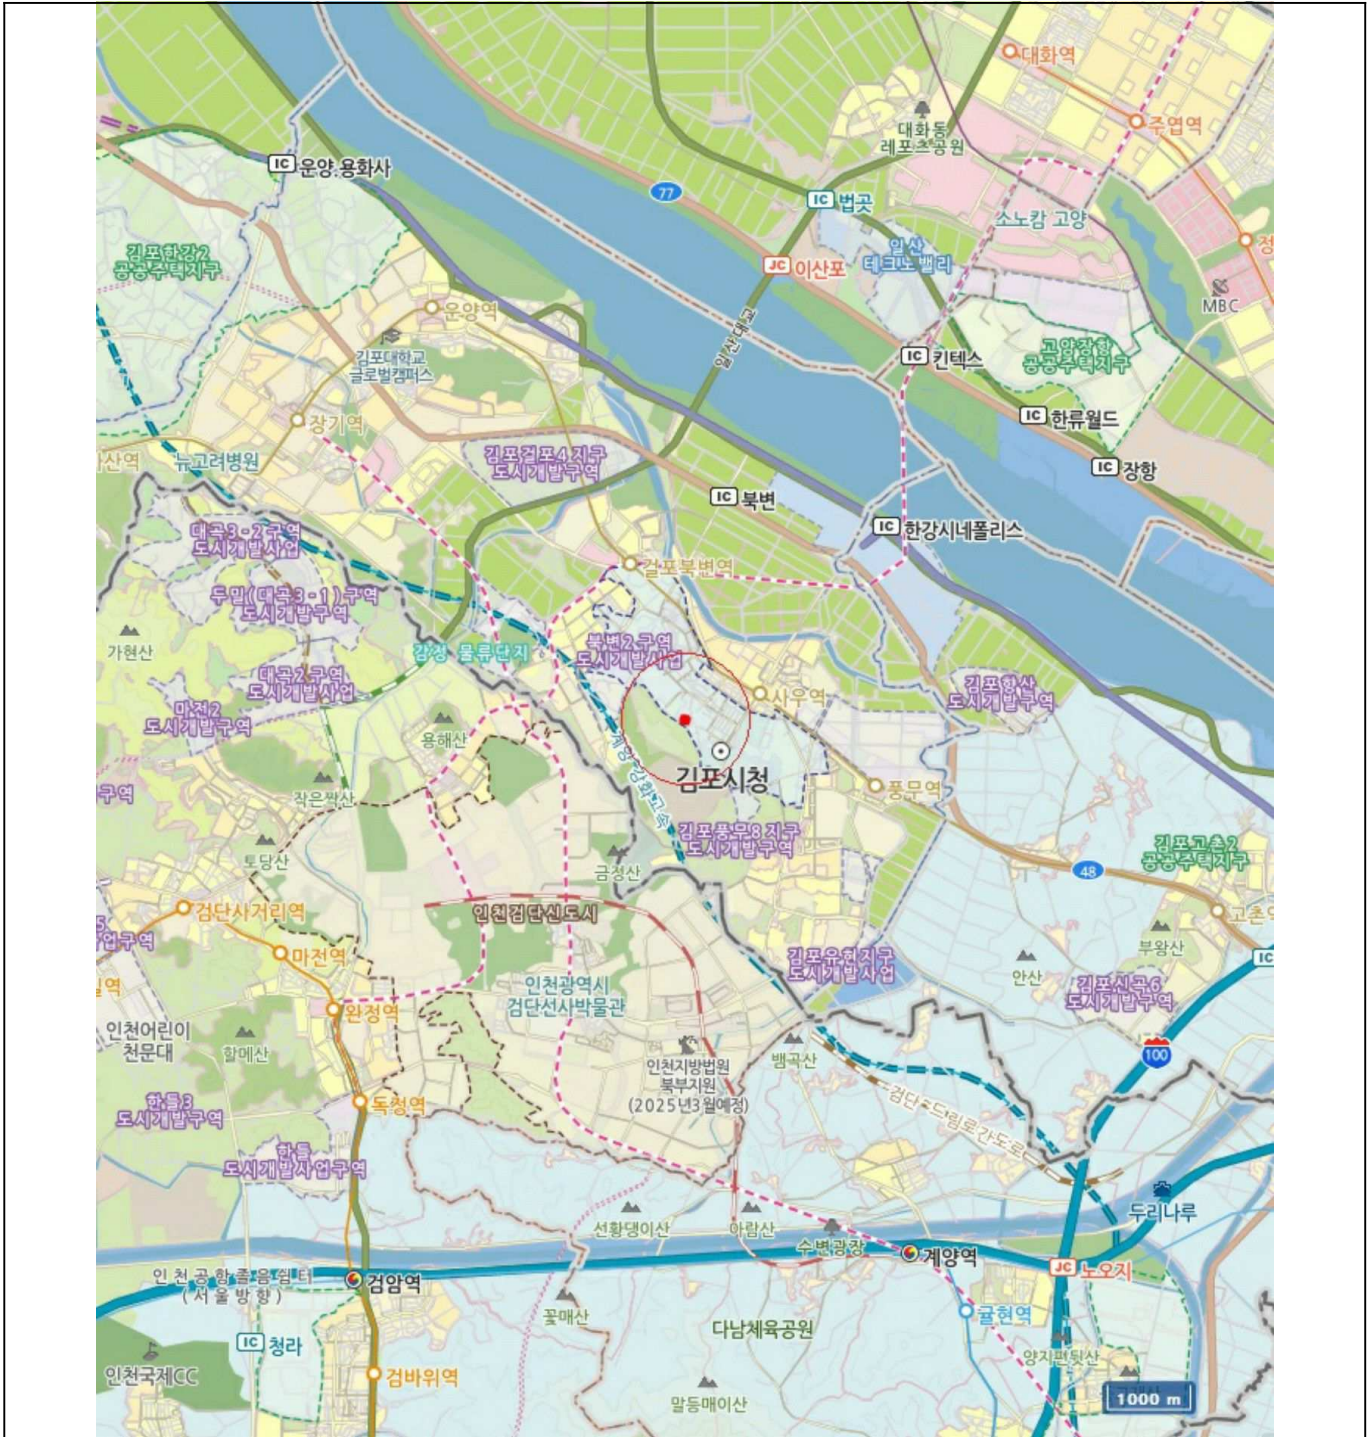 대화역
주엽역
대화동
레포츠공원
IC 운양.용화사
77
IC 법곳
소노캄 고양
정
김포한강2
공공주택지구
일산
테크노밸리
JC 이산포
MBC
운양역
일산대교
김포대학교
글로벌캠퍼스
IC 킨텍스
고양장항
공공주택지구
장기역
IC 한류월드
산역
뉴고려병원
김포걸포4지구
도시개발구역
IC 장항
IC 북변
대곡3-2구역
도시개발사업
IC 한강시네폴리스
걸포북변역
두밀(대곡3-1)구역
도시개발구역
가현산
감정 물류단지
북변2구역
도시개발사업
대곡2구역
도시개발사업
사우역
김포향산
도시개발구역
마전2
도시개발구역
용해산
계양-강화고속
김포시청
구역
작은짝산
풍무역
토당산
김포풍무8지구
도시개발구역
김포고촌2
공공주택지구
금정산
48
검단사거리역
인천검단신도시
고촌
5
업구역
마전역
김포유현지구
도시개발사업
부왕산
안산
IC
역
인천광역시
검단선사박물관
김포신곡6
도시개발구역
완정역
인천어린이
천문대
할메산
인천지방법원
북부지원
(2025년3월예정)
뱀곡산
100
한들3
도시개발구역
독정역
검단~드림로간도로
한들
도시개발사업구역
두리나루
선황댕이산
아람산
수변광장
계양역
JC 노오지
인천공항졸음쉼터
(서울방향)
검암역
꽃매산
귤현역
IC 청라
다남체육공원
양자편뒷산
인천국제CC
검바위역
말등매이산
1000 m